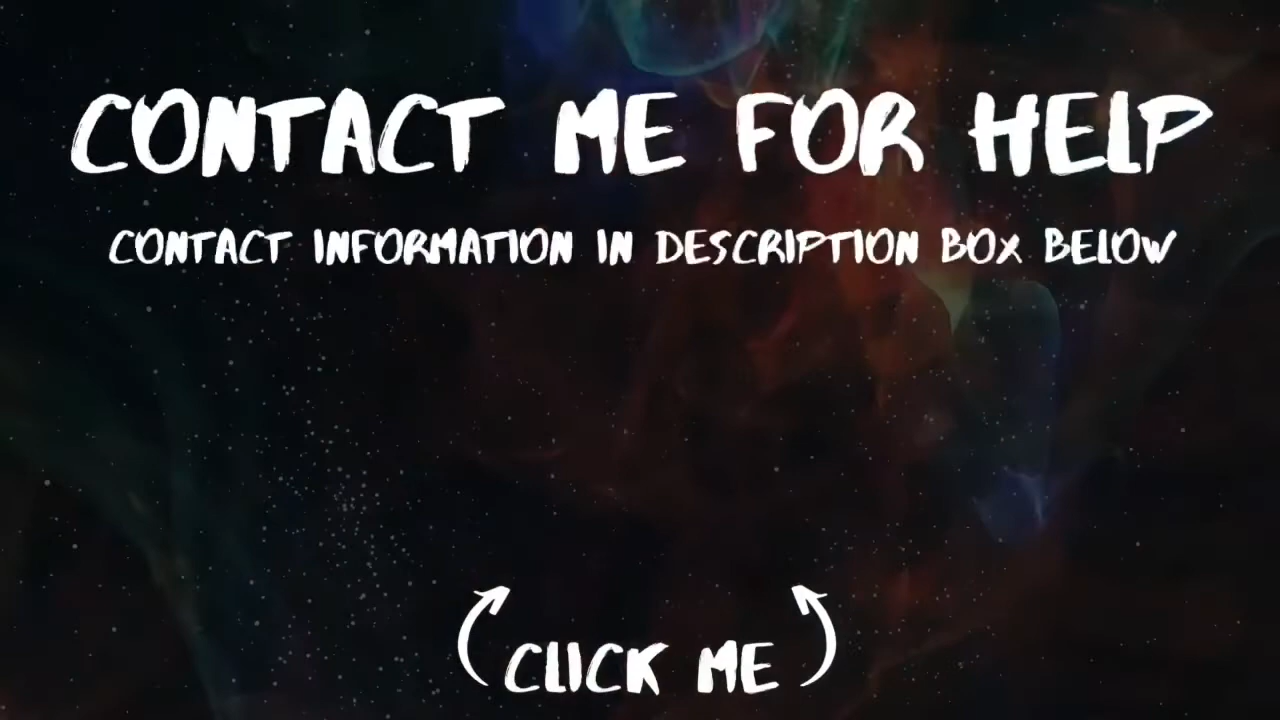 CONTACT ME FOR HELP
CONTACT INFORMATION IN DESCRIPTION BOX BELOW
CLICK ME